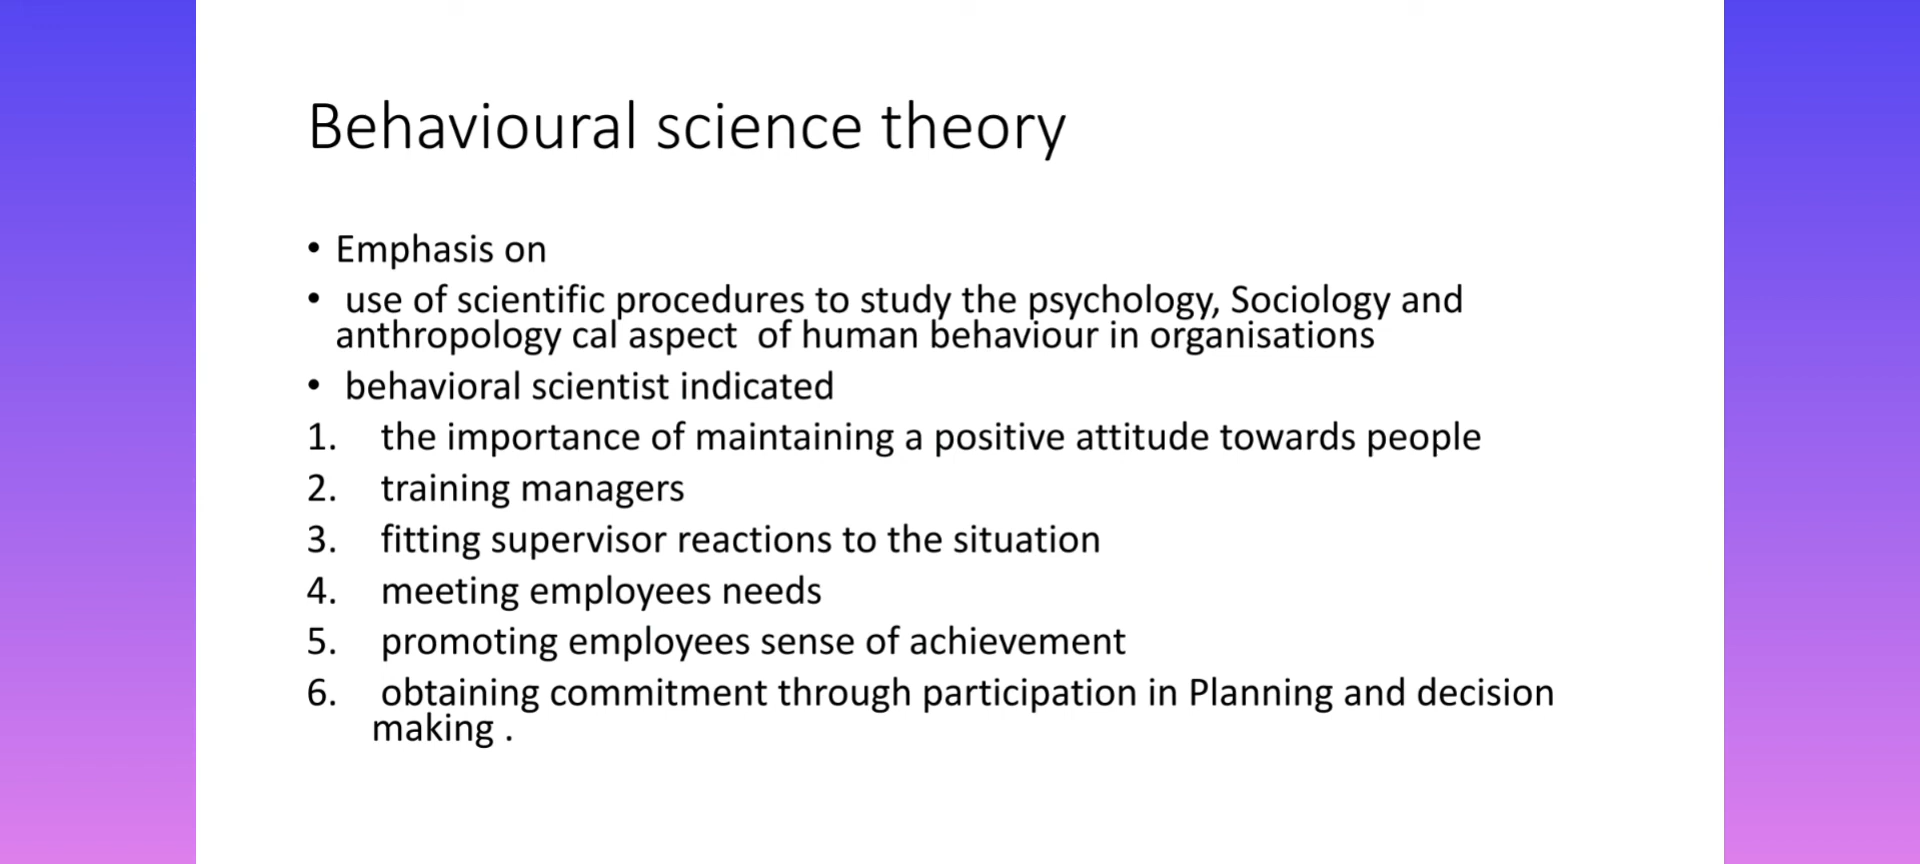 Behavioural science theory
• Emphasis on
• use of scientific procedures to study the psychology, Sociology and
anthropology cal aspect of human behaviour in organisations
• behavioral scientist indicated
1. the importance of maintaining a positive attitude towards people
2. training managers
3. fitting supervisor reactions to the situation
4. meeting employees needs
5. promoting employees sense of achievement
6. obtaining commitment through participation in Planning and decision
making .